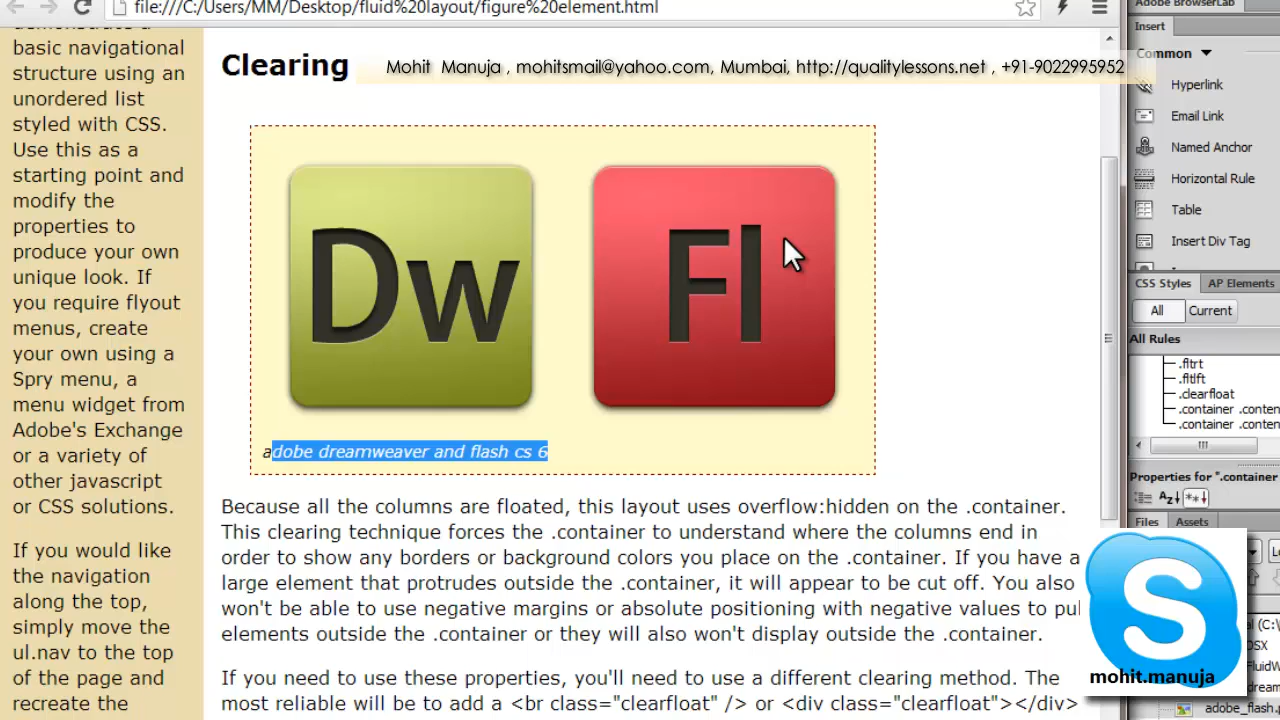 file:///C:/Users/MM/Desktop/fluid%20layout/figure%20element.html
demonstrate a
basic navigational
structure using an
unordered list
styled with CSS.
Use this as a
starting point and
modify the
properties to
produce your own
unique look. If
you require flyout
menus, create
your own using a
Spry menu, a
menu widget from
Adobe's Exchange
or a variety of
other javascript
or CSS solutions.
If you would like
the navigation
along the top,
simply move the
ul.nav to the top
of the page and
recreate the
Clearing
Mohit Manuja , mohitsmail@yahoo.com, Mumbai, http://qualitylessons.net , +91-9022995952
Dw
Fl
adobe dreamweaver and flash cs 6
Because all the columns are floated, this layout uses overflow:hidden on the .container.
This clearing technique forces the .container to understand where the columns end in
order to show any borders or background colors you place on the .container. If you have a
large element that protrudes outside the .container, it will appear to be cut off. You also
won't be able to use negative margins or absolute positioning with negative values to pul
elements outside the .container or they will also won't display outside the .container.
If you need to use these properties, you'll need to use a different clearing method. The
most reliable will be to add a <br class="clearfloat" /> or <div class="clearfloat"></div>
Adobe BrowserLab
Insert
Common
Hyperlink
Email Link
Named Anchor
Horizontal Rule
Table
Insert Div Tag
CSS Styles
AP Elements
All
Current
All Rules
.fltrt
.fltlft
.clearfloat
.container .conten
.container .conten
Properties for ".container
Files
Assets
S
mohit.manuja
al (C:\
OSX
FluidW
dream
adobe_flash.p